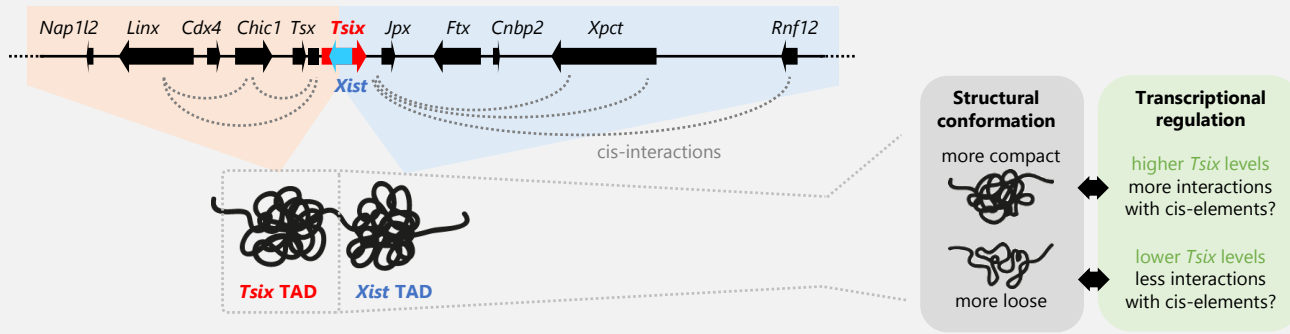 Nap1l2 Linx Cdx4 Chic1 Tsx Tsix Jpx Ftx Cnbp2 Xpct Rnf12
Xist
cis-interactions
Tsix TAD Xist TAD
Structural
conformation
more compact
more loose
Transcriptional
regulation
higher Tsix levels
more interactions
with cis-elements?
lower Tsix levels
less interactions
with cis-elements?